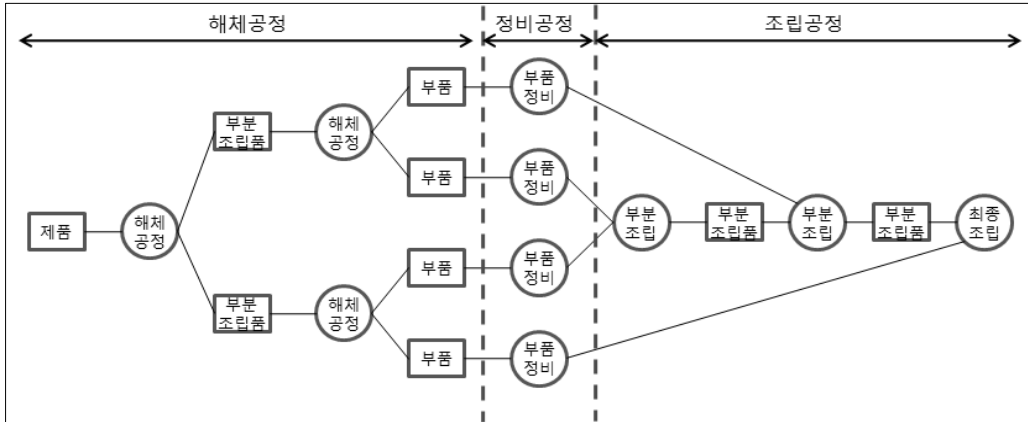 해체공정
정비공정
조립공정
부품
부품
정비
부분
조립품
해체
공정
부품
부품
정비
제품
해체
공정
부분
조립
부분
조립품
부분
조립
부분
조립품
최종
조립
부품
부품
정비
부분
조립품
해체
공정
부품
부품
정비